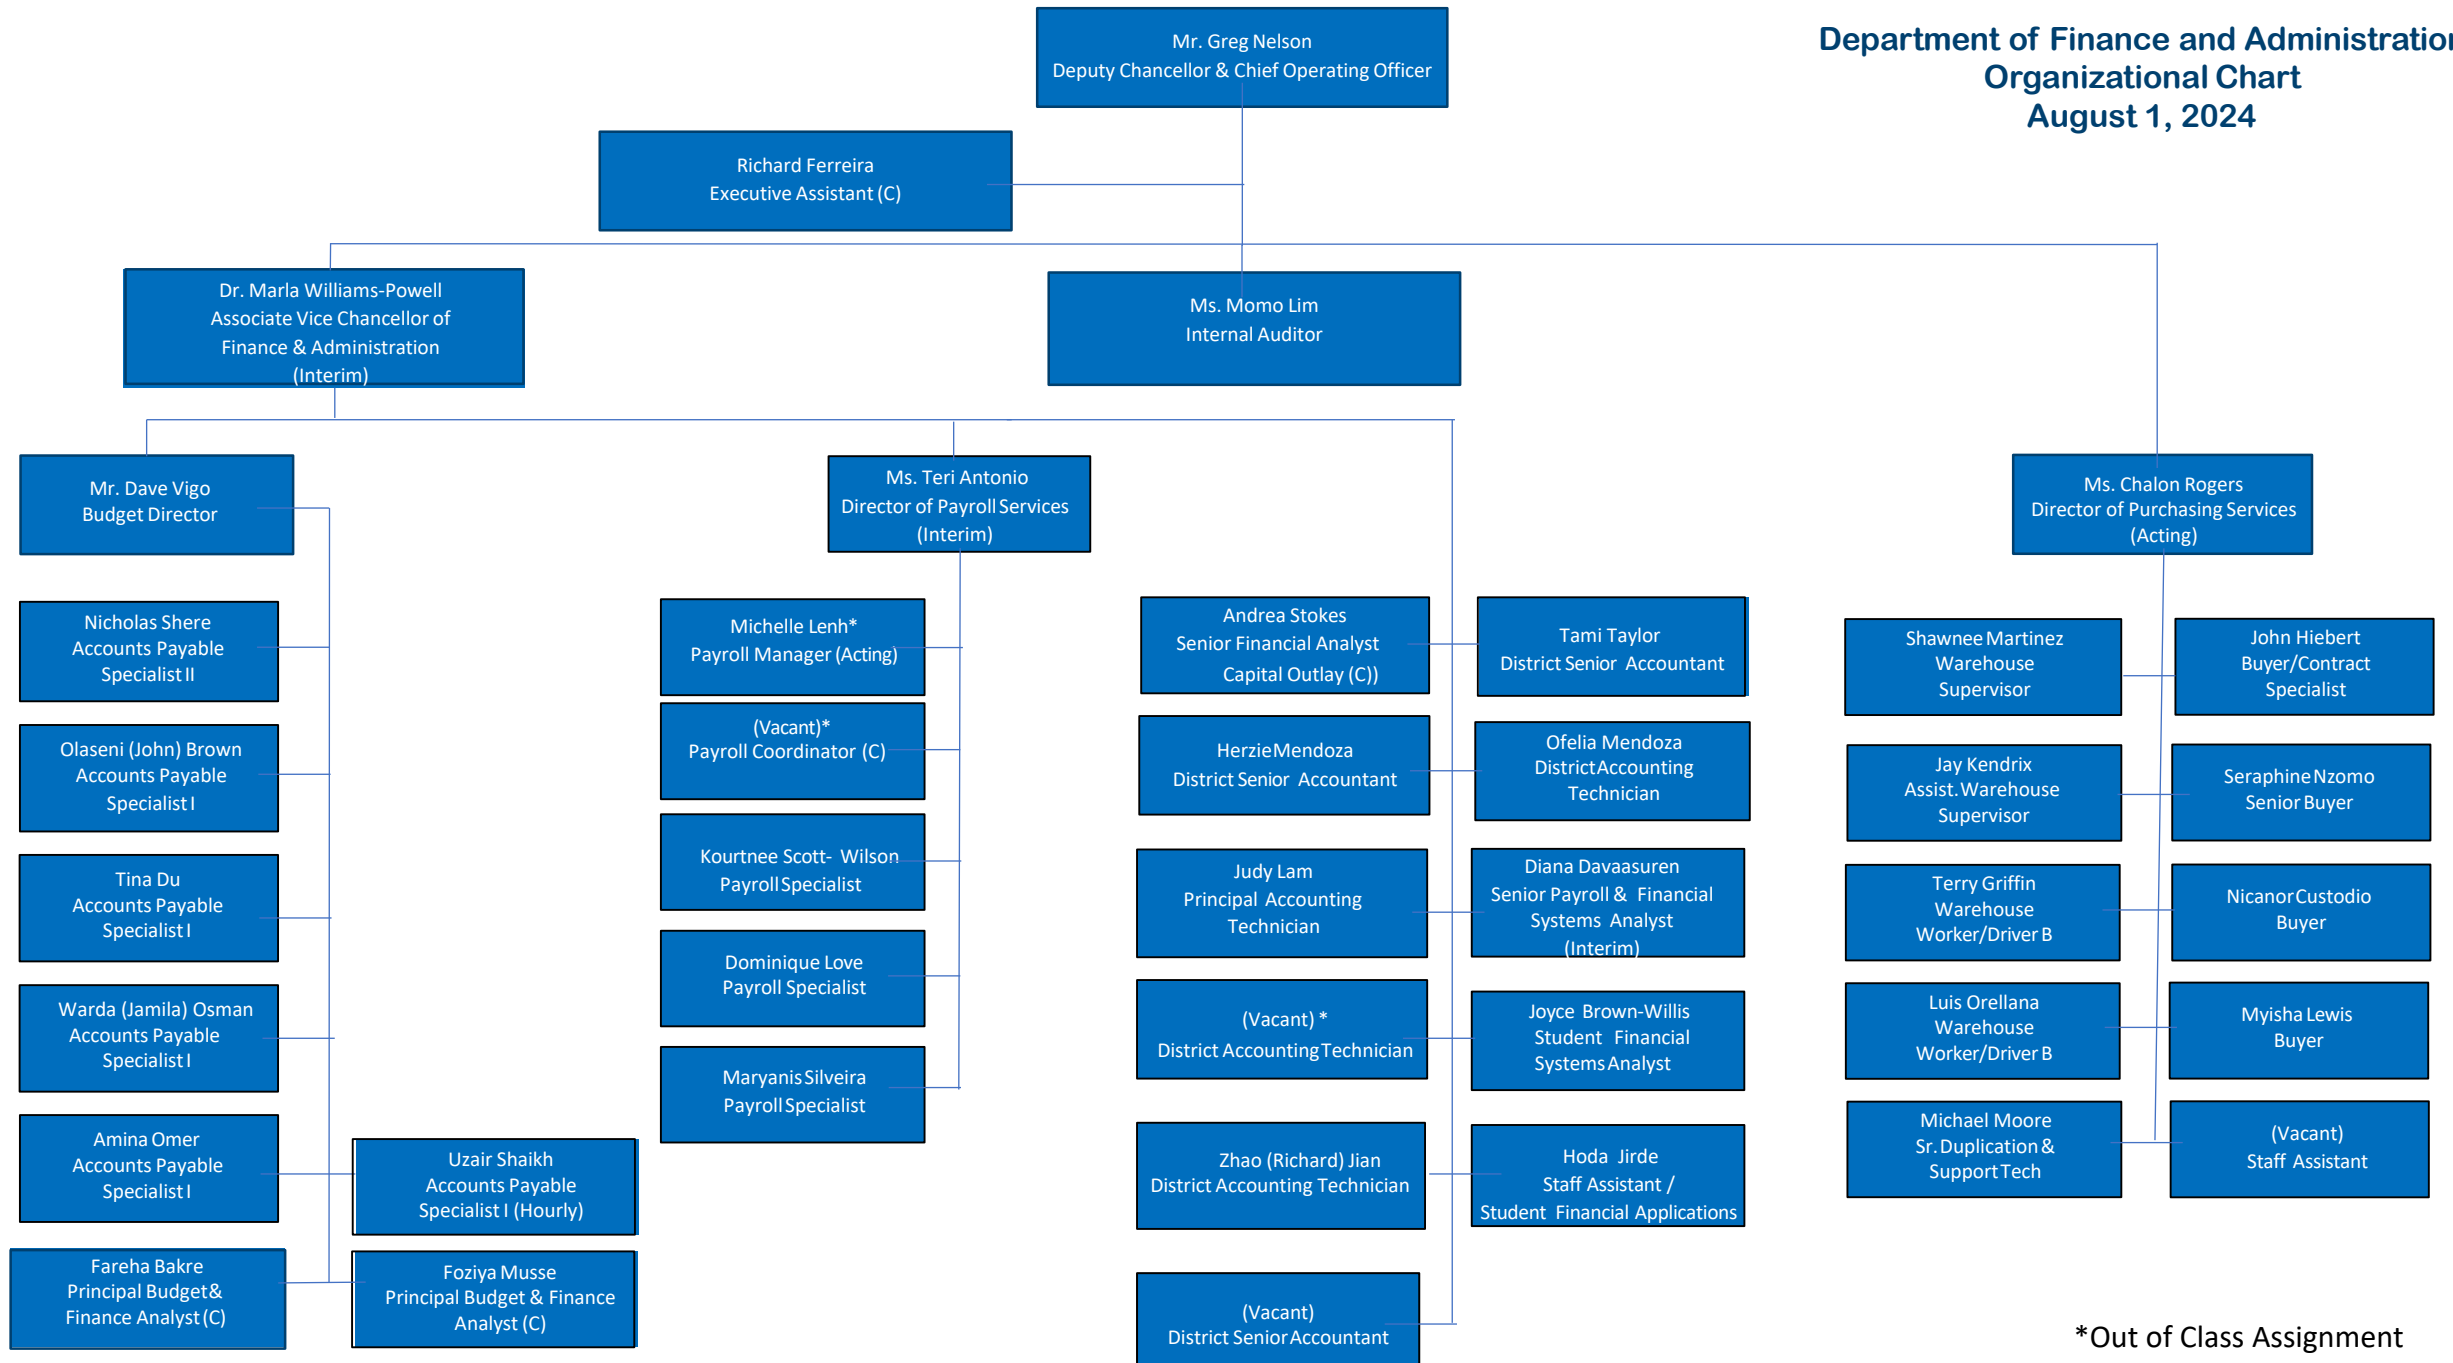 Department of Finance and Administration
Organizational Chart
August 1, 2024
Mr. Greg Nelson
Deputy Chancellor & Chief Operating Officer
Richard Ferreira
Executive Assistant (C)
Dr. Marla Williams-Powell
Associate Vice Chancellor of
Finance & Administration
(Interim)
Ms. Momo Lim
Internal Auditor
Mr. Dave Vigo
Budget Director
Ms. Teri Antonio
Director of Payroll Services
(Interim)
Ms. Chalon Rogers
Director of Purchasing Services
(Acting)
Nicholas Shere
Accounts Payable
Specialist II
Olaseni (John) Brown
Accounts Payable
Specialist I
Tina Du
Accounts Payable
Specialist I
Warda (Jamila) Osman
Accounts Payable
Specialist I
Amina Omer
Accounts Payable
Specialist I
Uzair Shaikh
Accounts Payable
Specialist I (Hourly)
Fareha Bakre
Principal Budget &
Finance Analyst (C)
Foziya Musse
Principal Budget & Finance
Analyst (C)
Michelle Lenh*
Payroll Manager (Acting)
(Vacant)*
Payroll Coordinator (C)
Kourtnee Scott- Wilson
Payroll Specialist
Dominique Love
Payroll Specialist
Maryanis Silveira
Payroll Specialist
Andrea Stokes
Senior Financial Analyst
Capital Outlay (C))
Tami Taylor
District Senior Accountant
Herzie Mendoza
District Senior Accountant
Ofelia Mendoza
District Accounting
Technician
Judy Lam
Principal Accounting
Technician
Diana Davaasuren
Senior Payroll & Financial
Systems Analyst
(Interim)
(Vacant) *
District Accounting Technician
Joyce Brown-Willis
Student Financial
Systems Analyst
Zhao (Richard) Jian
District Accounting Technician
Hoda Jirde
Staff Assistant /
Student Financial Applications
(Vacant)
District Senior Accountant
Shawnee Martinez
Warehouse
Supervisor
John Hiebert
Buyer/Contract
Specialist
Jay Kendrix
Assist. Warehouse
Supervisor
Seraphine Nzomo
Senior Buyer
Terry Griffin
Warehouse
Worker/Driver B
Nicanor Custodio
Buyer
Luis Orellana
Warehouse
Worker/Driver B
Myisha Lewis
Buyer
Michael Moore
Sr. Duplication &
Support Tech
(Vacant)
Staff Assistant
*Out of Class Assignment